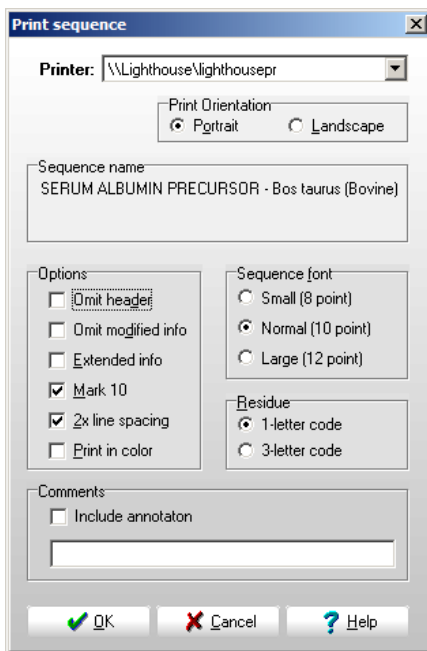 Print sequence
Printer: \\Lighthouse\lighthousepr
Print Orientation
Portrait Landscape
Sequence name
SERUM ALBUMIN PRECURSOR - Bos taurus (Bovine)
Options
Omit header
Omit modified info
Extended info
Mark 10
2x line spacing
Print in color
Sequence font
Small (8 point)
Normal (10 point)
Large (12 point)
Residue
1-letter code
3-letter code
Comments
Include annotaton
OK Cancel Help